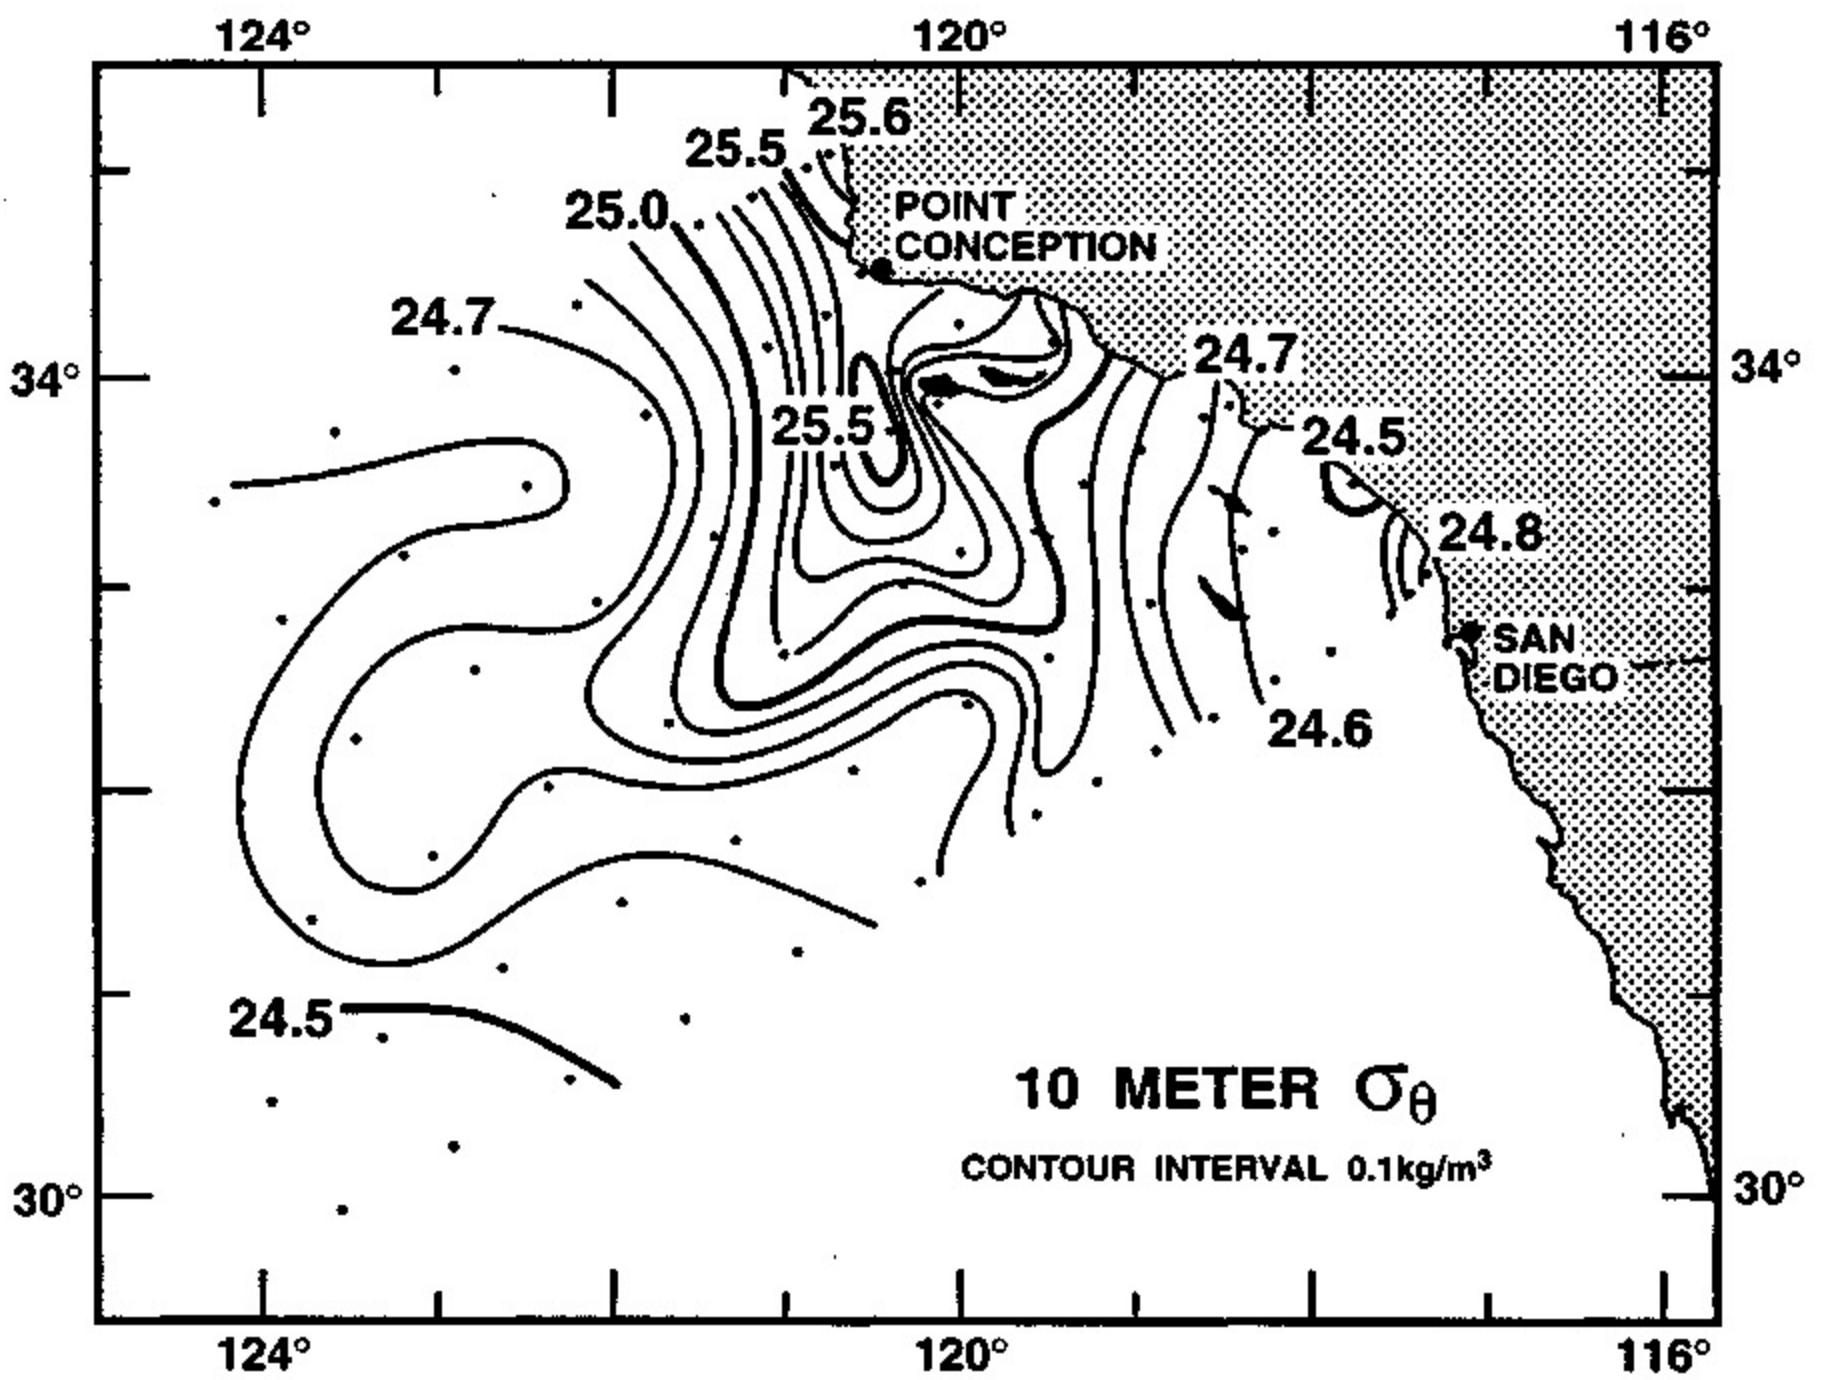 124° 120° 116°
25.6
25.5
POINT
CONCEPTION
25.0
24.7
24.7
34° 34°
25.5
24.5
24.8
SAN
DIEGO
24.6
24.5
10 METER σθ
CONTOUR INTERVAL 0.1kg/m³
30° 30°
124° 120° 116°